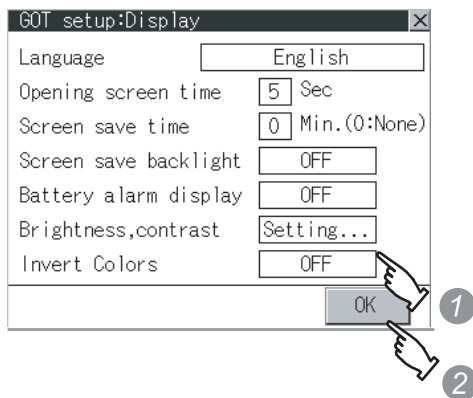 GOT setup:Display
Language English
Opening screen time 5 Sec
Screen save time 0 Min.(0:None)
Screen save backlight OFF
Battery alarm display OFF
Brightness,contrast Setting...
Invert Colors OFF
OK 1
2